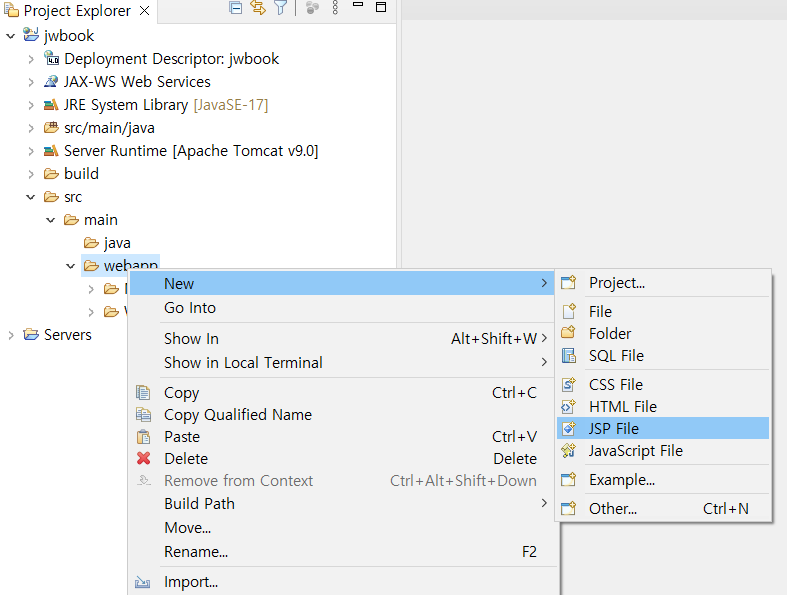 Project Explorer
jwbook
Deployment Descriptor: jwbook
JAX-WS Web Services
JRE System Library [JavaSE-17]
src/main/java
Server Runtime [Apache Tomcat v9.0]
build
src
main
java
webapp
Servers
New
Go Into
Show In Alt+Shift+W
Show in Local Terminal
Copy Ctrl+C
Copy Qualified Name
Paste Ctrl+V
Delete Delete
Remove from Context Ctrl+Alt+Shift+Down
Build Path
Move...
Rename... F2
Import...
Project...
File
Folder
SQL File
CSS File
HTML File
JSP File
JavaScript File
Example...
Other... Ctrl+N